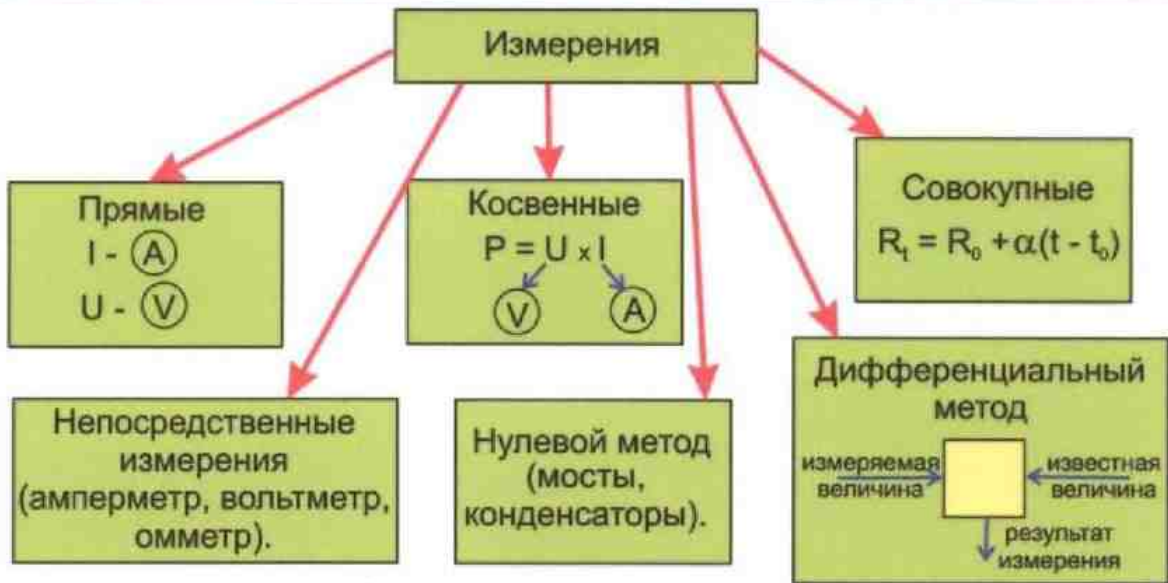 Измерения
Прямые
I - A
U - V
Косвенные
P = U x I
V A
Совокупные
Rt = R0 + α(t - t0)
Непосредственные
измерения
(амперметр, вольтметр,
омметр).
Нулевой метод
(мосты,
конденсаторы).
Дифференциальный
метод
измеряемая
величина
известная
величина
результат
измерения